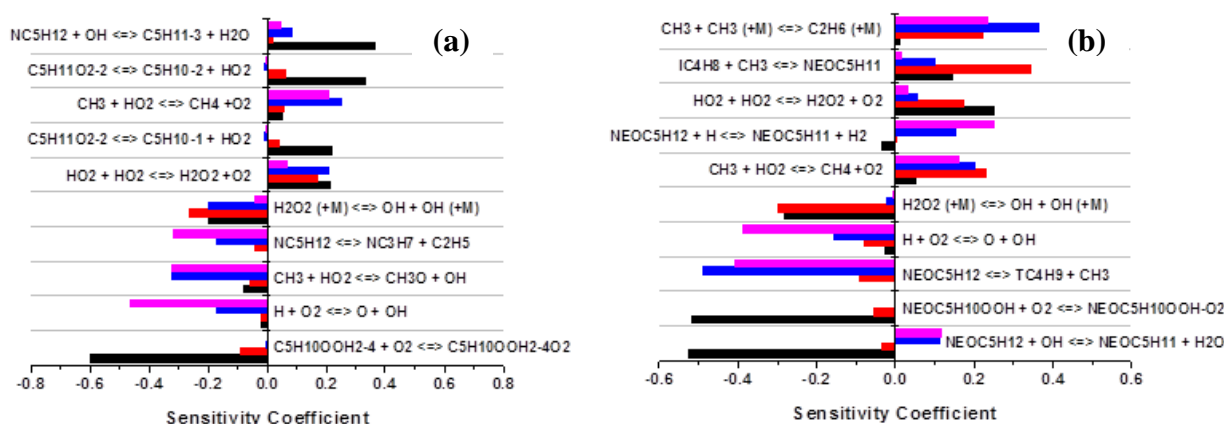 (a)
NC5H12 + OH <=> C5H11-3 + H2O
C5H11O2-2 <=> C5H10-2 + HO2
CH3 + HO2 <=> CH4 +O2
C5H11O2-2 <=> C5H10-1 + HO2
HO2 + HO2 <=> H2O2 +O2
H2O2 (+M) <=> OH + OH (+M)
NC5H12 <=> NC3H7 + C2H5
CH3 + HO2 <=> CH3O + OH
H + O2 <=> O + OH
C5H10OOH2-4 + O2 <=> C5H10OOH2-4O2
-0.8 -0.6 -0.4 -0.2 0.0 0.2 0.4 0.6 0.8
Sensitivity Coefficient
(b)
CH3 + CH3 (+M) <=> C2H6 (+M)
IC4H8 + CH3 <=> NEOC5H11
HO2 + HO2 <=> H2O2 + O2
NEOC5H12 + H <=> NEOC5H11 + H2
CH3 + HO2 <=> CH4 +O2
H2O2 (+M) <=> OH + OH (+M)
H + O2 <=> O + OH
NEOC5H12 <=> TC4H9 + CH3
NEOC5H10OOH + O2 <=> NEOC5H10OOH-O2
NEOC5H12 + OH <=> NEOC5H11 + H2O
-0.6 -0.4 -0.2 0.0 0.2 0.4 0.6
Sensitivity Coefficient